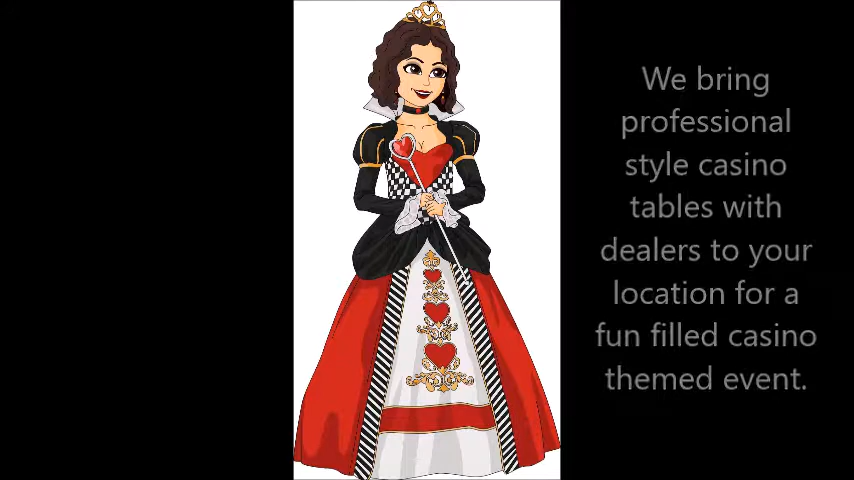 We bring
professional
style casino
tables with
dealers to your
location for a
fun filled casino
themed event.